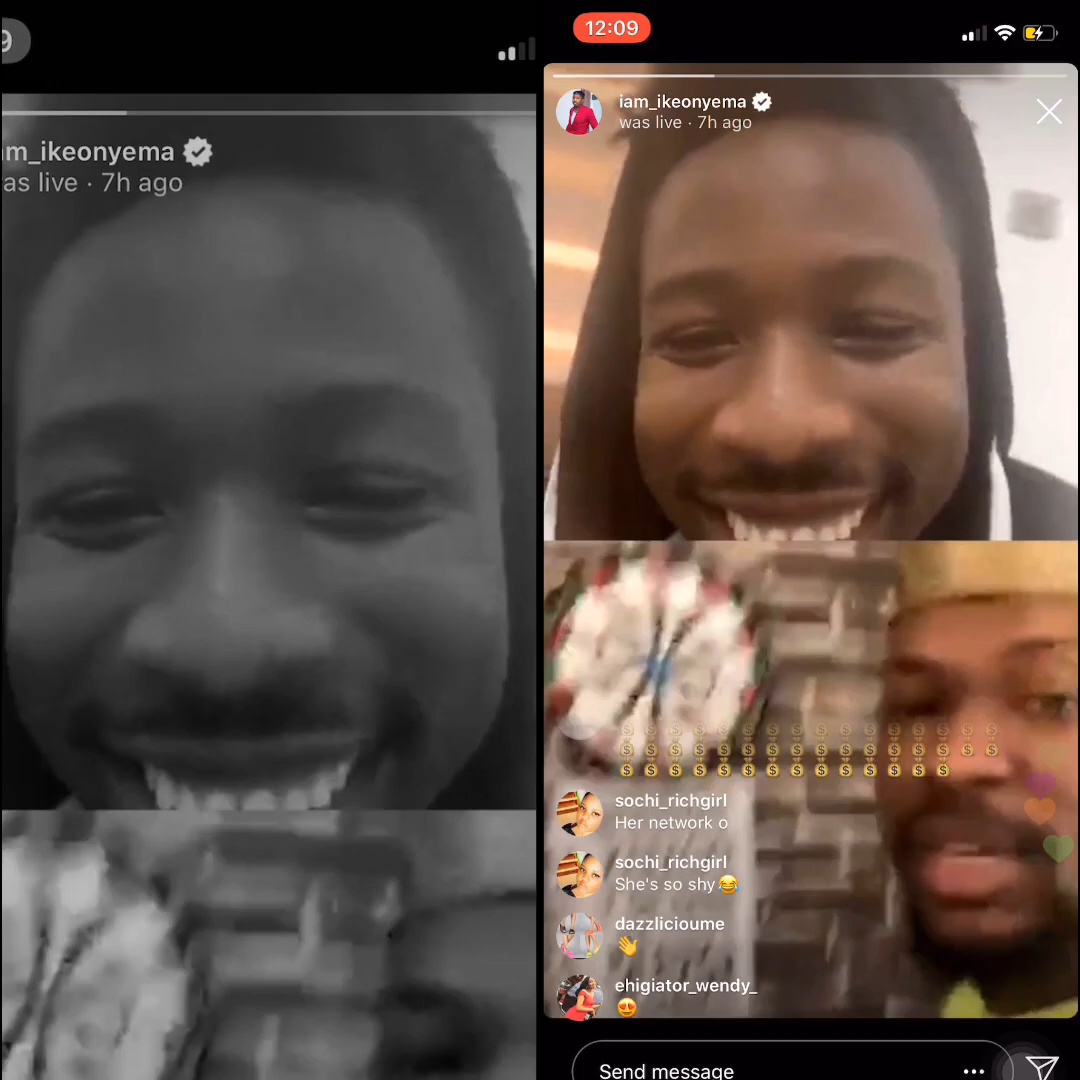 9
m_ikeonyema
as live · 7h ago
12:09
iam_ikeonyema
was live · 7h ago
sochi_richgirl
Her network o
sochi_richgirl
She's so shy😂
dazzlicioume
👋
ehigiator_wendy_
😍
Send message